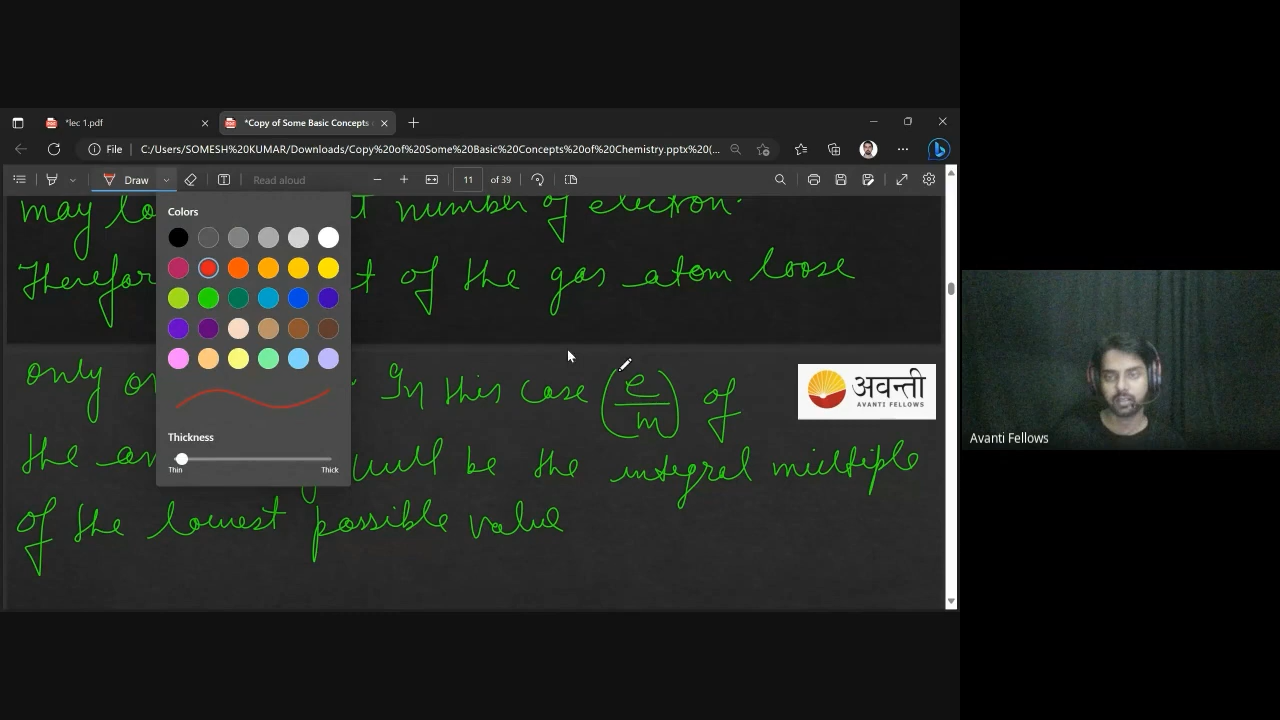 *lec 1.pdf
*Copy of Some Basic Concepts
File
C:/Users/SOMESH%20KUMAR/Downloads/Copy%20of%20Some%20Basic%20Concepts%20of%20Chemistry.pptx%20(...
Draw
Read aloud
11 of 39
Colors
may lo t number of electron.
Therefor t of the gas atom loose
only on . In this case (e/m) of
अवन्ती
AVANTI FELLOWS
the an will be the integral multiple
of the lowest possible value
Thickness
Thin Thick
Avanti Fellows